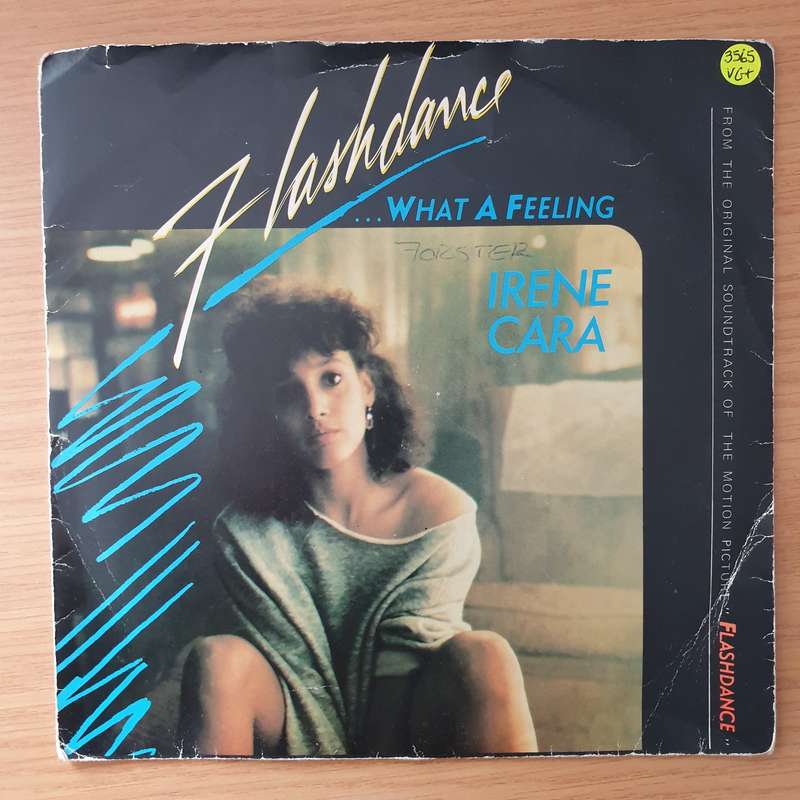 3565
VG+
Flashdance
...WHAT A FEELING
FORSTER
IRENE
CARA
FROM THE ORIGINAL SOUNDTRACK OF THE MOTION PICTURE „FLASHDANCE”